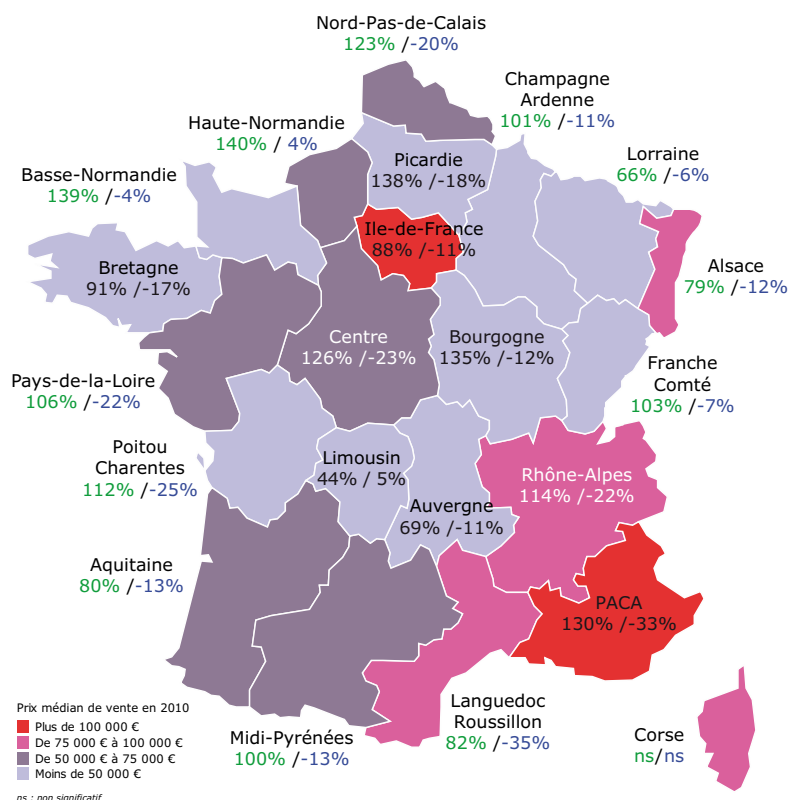 Nord-Pas-de-Calais
123% /-20%
Champagne
Ardenne
101% /-11%
Haute-Normandie
140% / 4%
Picardie
138% /-18%
Lorraine
66% /-6%
Basse-Normandie
139% /-4%
Ile-de-France
88% /-11%
Bretagne
91% /-17%
Alsace
79% /-12%
Centre
126% /-23%
Bourgogne
135% /-12%
Pays-de-la-Loire
106% /-22%
Franche
Comté
103% /-7%
Poitou
Charentes
112% /-25%
Limousin
44% / 5%
Rhône-Alpes
114% /-22%
Auvergne
69% /-11%
Aquitaine
80% /-13%
PACA
130% /-33%
Languedoc
Roussillon
82% /-35%
Midi-Pyrénées
100% /-13%
Corse
ns/ns
Prix médian de vente en 2010
Plus de 100 000 €
De 75 000 € à 100 000 €
De 50 000 € à 75 000 €
Moins de 50 000 €
ns : non significatif